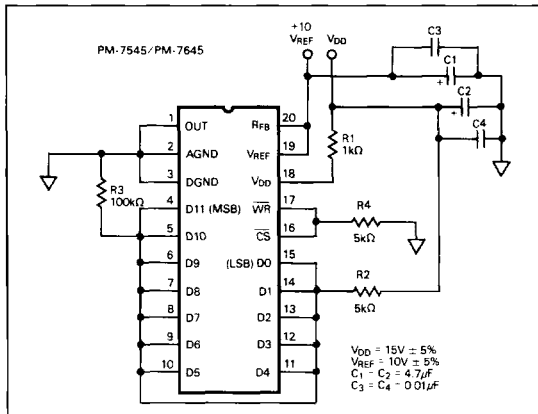 PM-7545/PM-7645
+10
VREF
VDD
C3
C1
+
C2
+
C4
1 OUT RFB 20
2 AGND VREF 19
3 DGND VDD 18
4 D11 (MSB) WR 17
5 D10 CS 16
6 D9 (LSB) D0 15
7 D8 D1 14
8 D7 D2 13
9 D6 D3 12
10 D5 D4 11
R1
1kΩ
R3
100kΩ
R4
5kΩ
R2
5kΩ
VDD = 15V ± 5%
VREF = 10V ± 5%
C1 = C2 = 4.7μF
C3 = C4 = 0.01μF